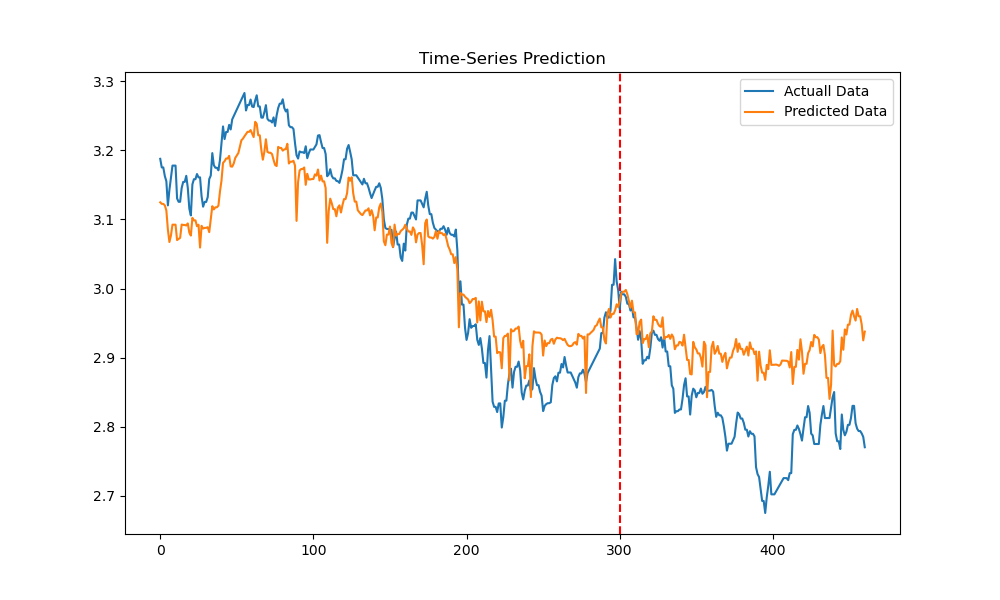 Time-Series Prediction
Actuall Data
Predicted Data
3.3
3.2
3.1
3.0
2.9
2.8
2.7
0 100 200 300 400